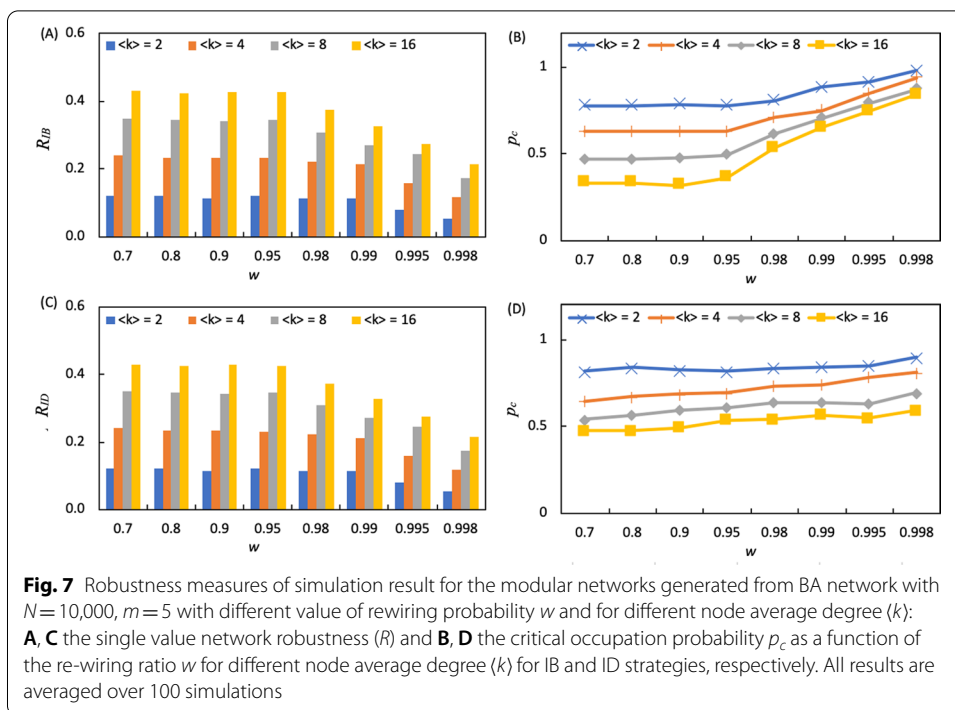 (A)
0.6
<k> = 2 <k> = 4 <k> = 8 <k> = 16
0.4
R_IB
0.2
0.0
0.7 0.8 0.9 0.95 0.98 0.99 0.995 0.998
w
(B)
<k> = 2 <k> = 4 <k> = 8 <k> = 16
1
p_c
0.5
0
0.7 0.8 0.9 0.95 0.98 0.99 0.995 0.998
w
(C)
0.6
<k> = 2 <k> = 4 <k> = 8 <k> = 16
0.4
R_ID
0.2
0.0
0.7 0.8 0.9 0.95 0.98 0.99 0.995 0.998
w
(D)
<k> = 2 <k> = 4 <k> = 8 <k> = 16
1
p_c
0.5
0
0.7 0.8 0.9 0.95 0.98 0.99 0.995 0.998
w
Fig. 7 Robustness measures of simulation result for the modular networks generated from BA network with
N = 10,000, m = 5 with different value of rewiring probability w and for different node average degree ⟨k⟩:
A, C the single value network robustness (R) and B, D the critical occupation probability p_c as a function of
the re-wiring ratio w for different node average degree ⟨k⟩ for IB and ID strategies, respectively. All results are
averaged over 100 simulations